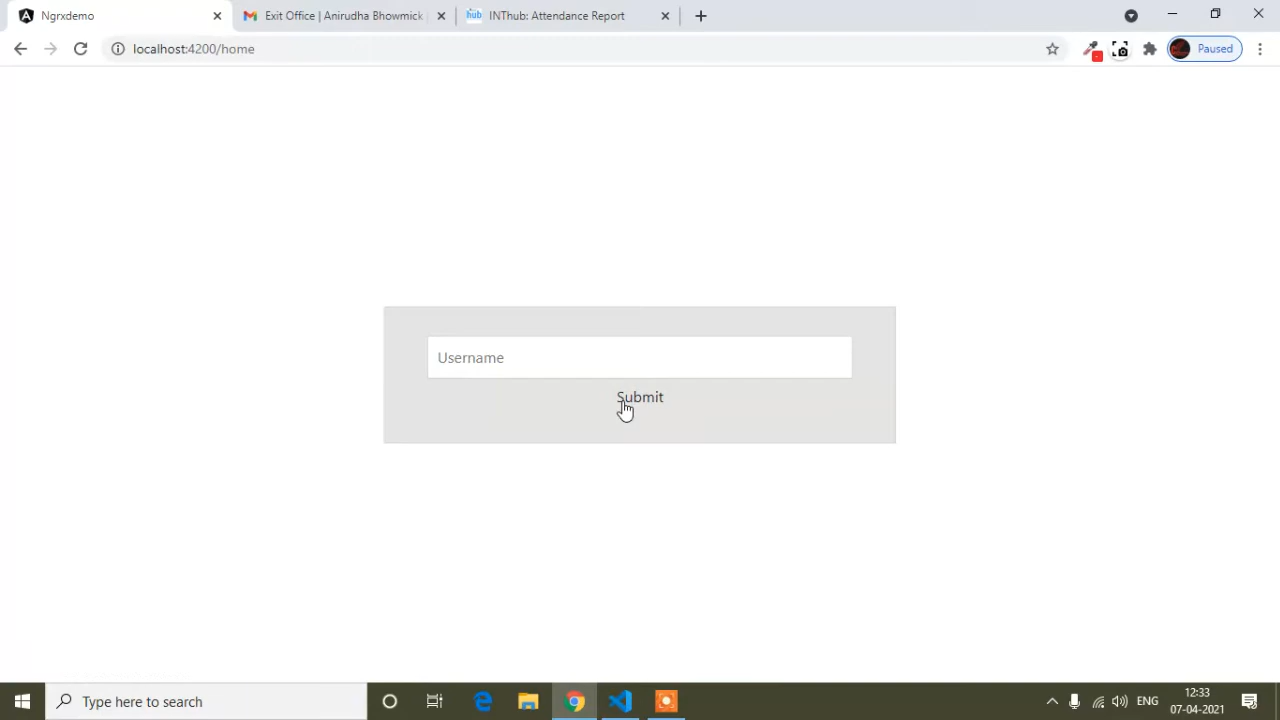 Ngrxdemo
Exit Office | Anirudha Bhowmick |
hub INThub: Attendance Report
localhost:4200/home
Paused
Username
Submit
Type here to search
ENG
12:33
07-04-2021